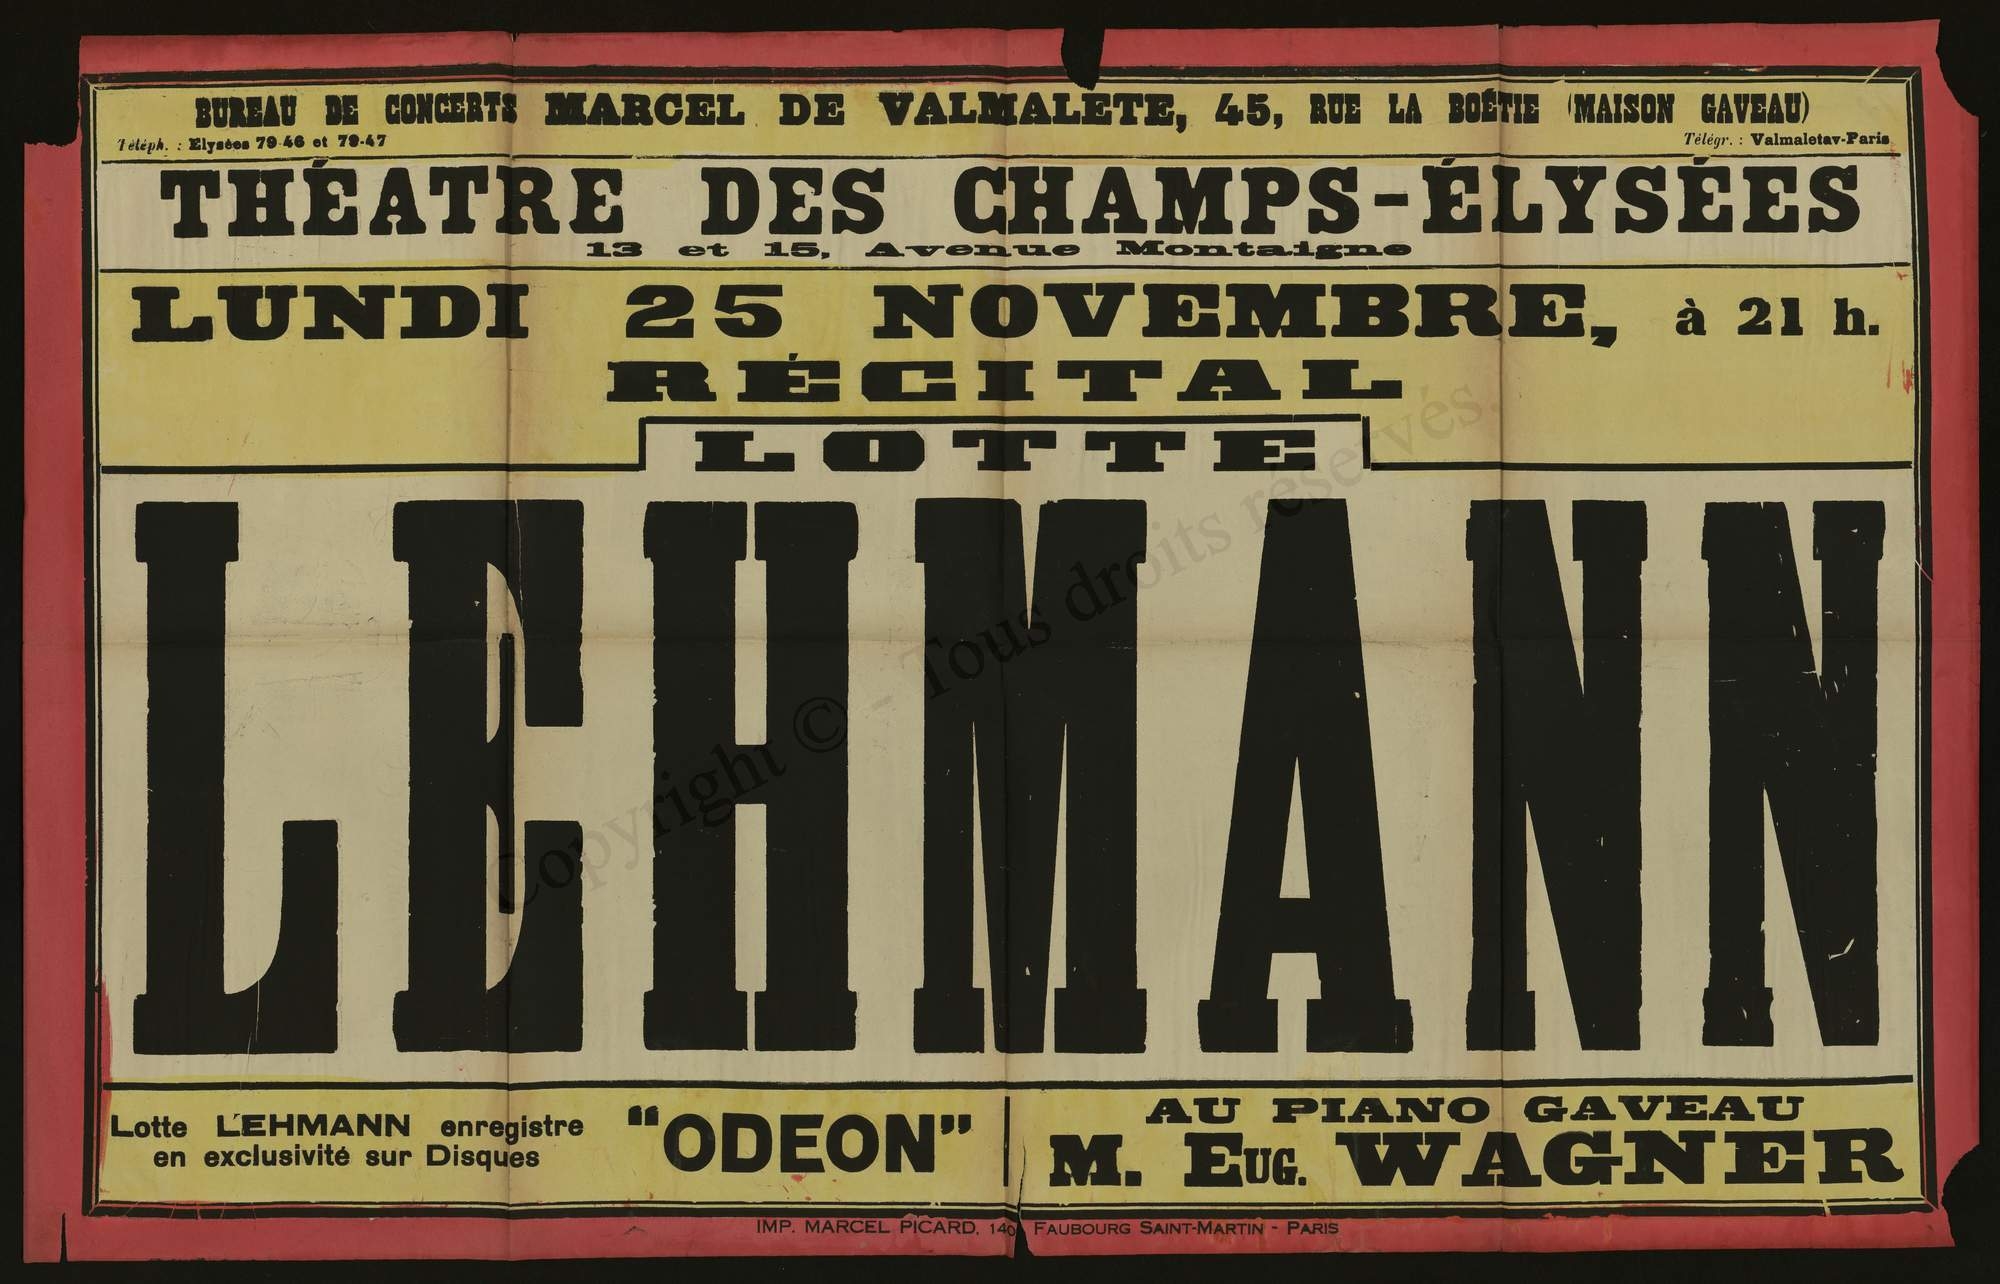 BUREAU DE CONCERTS MARCEL DE VALMALETE, 45, RUE LA BOÉTIE (MAISON GAVEAU)
Téléph. : Elysées 79-46 et 79-47 Télégr. : Valmaletav-Paris
THÉATRE DES CHAMPS-ÉLYSÉES
13 et 15, Avenue Montaigne
LUNDI 25 NOVEMBRE, à 21 h.
RÉCITAL
LOTTE
LEHMANN
Copyright © - Tous droits réservés.
Lotte LEHMANN enregistre
en exclusivité sur Disques
"ODEON"
AU PIANO GAVEAU
M. EUG. WAGNER
IMP. MARCEL PICARD, 140 FAUBOURG SAINT-MARTIN - PARIS